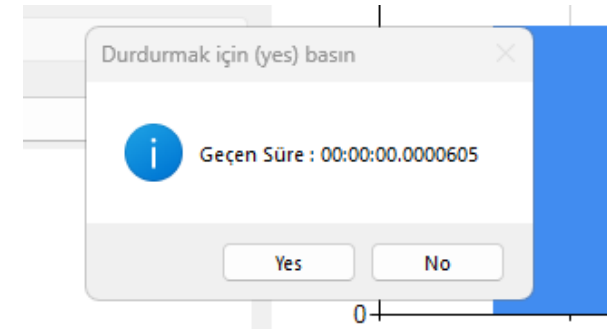 Durdurmak için (yes) basın
Geçen Süre : 00:00:00.0000605
Yes
No
0